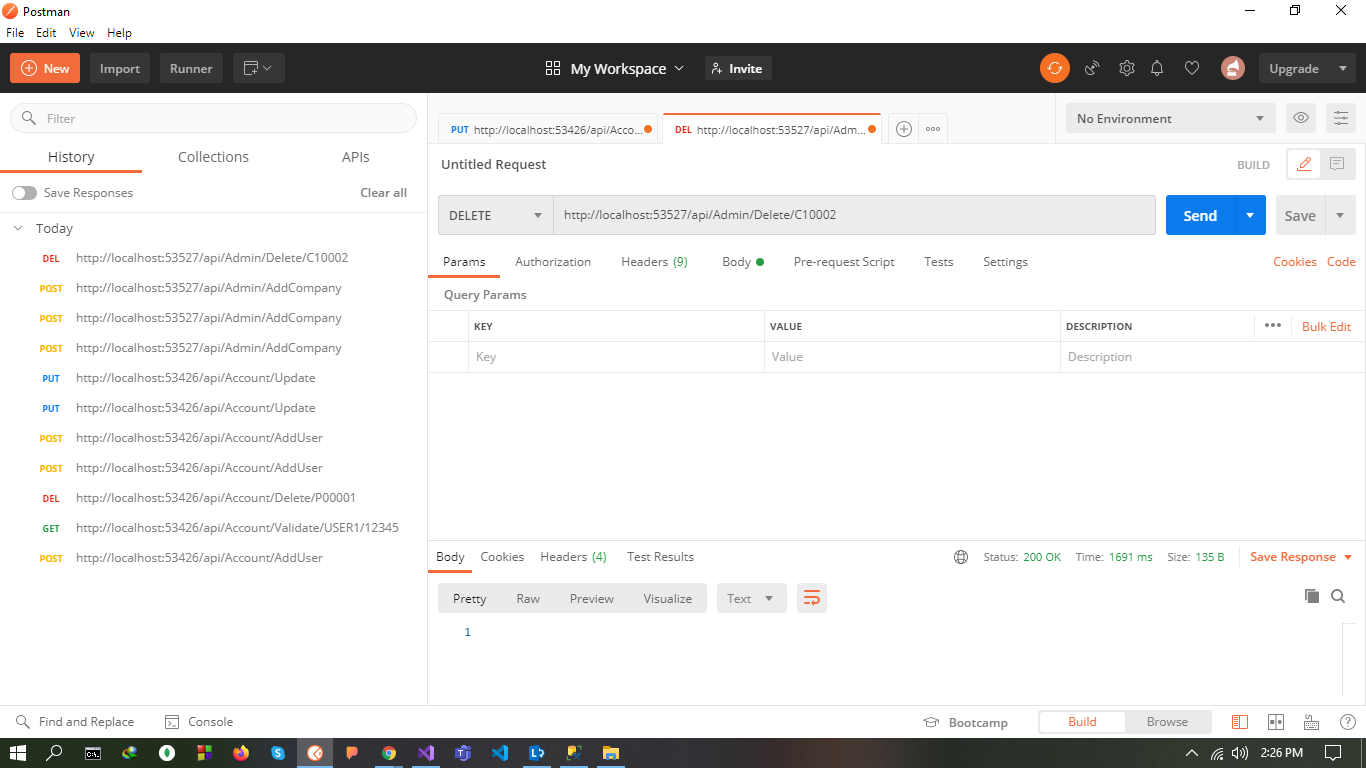 Postman
File Edit View Help
New Import Runner My Workspace Invite Upgrade
Filter
History Collections APIs
Save Responses Clear all
Today
DEL http://localhost:53527/api/Admin/Delete/C10002
POST http://localhost:53527/api/Admin/AddCompany
POST http://localhost:53527/api/Admin/AddCompany
POST http://localhost:53527/api/Admin/AddCompany
PUT http://localhost:53426/api/Account/Update
PUT http://localhost:53426/api/Account/Update
POST http://localhost:53426/api/Account/AddUser
POST http://localhost:53426/api/Account/AddUser
DEL http://localhost:53426/api/Account/Delete/P00001
GET http://localhost:53426/api/Account/Validate/USER1/12345
POST http://localhost:53426/api/Account/AddUser
PUT http://localhost:53426/api/Acco... DEL http://localhost:53527/api/Adm... No Environment
Untitled Request BUILD
DELETE http://localhost:53527/api/Admin/Delete/C10002 Send Save
Params Authorization Headers (9) Body Pre-request Script Tests Settings Cookies Code
Query Params
KEY VALUE DESCRIPTION Bulk Edit
Key Value Description
Body Cookies Headers (4) Test Results Status: 200 OK Time: 1691 ms Size: 135 B Save Response
Pretty Raw Preview Visualize Text
1
Find and Replace Console Bootcamp Build Browse
2:26 PM